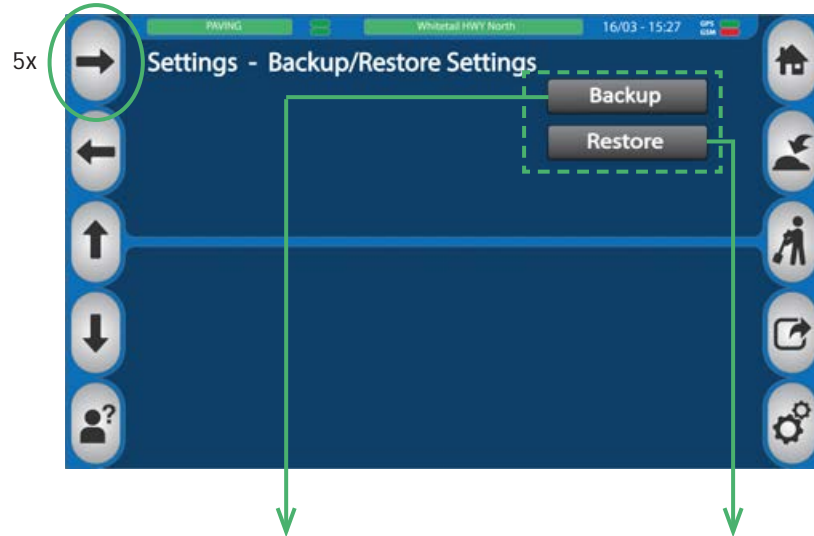 PAVING Whitetail HWY North 16/03 - 15:27 GPS
GSM
5x
Settings - Backup/Restore Settings
Backup
Restore
?